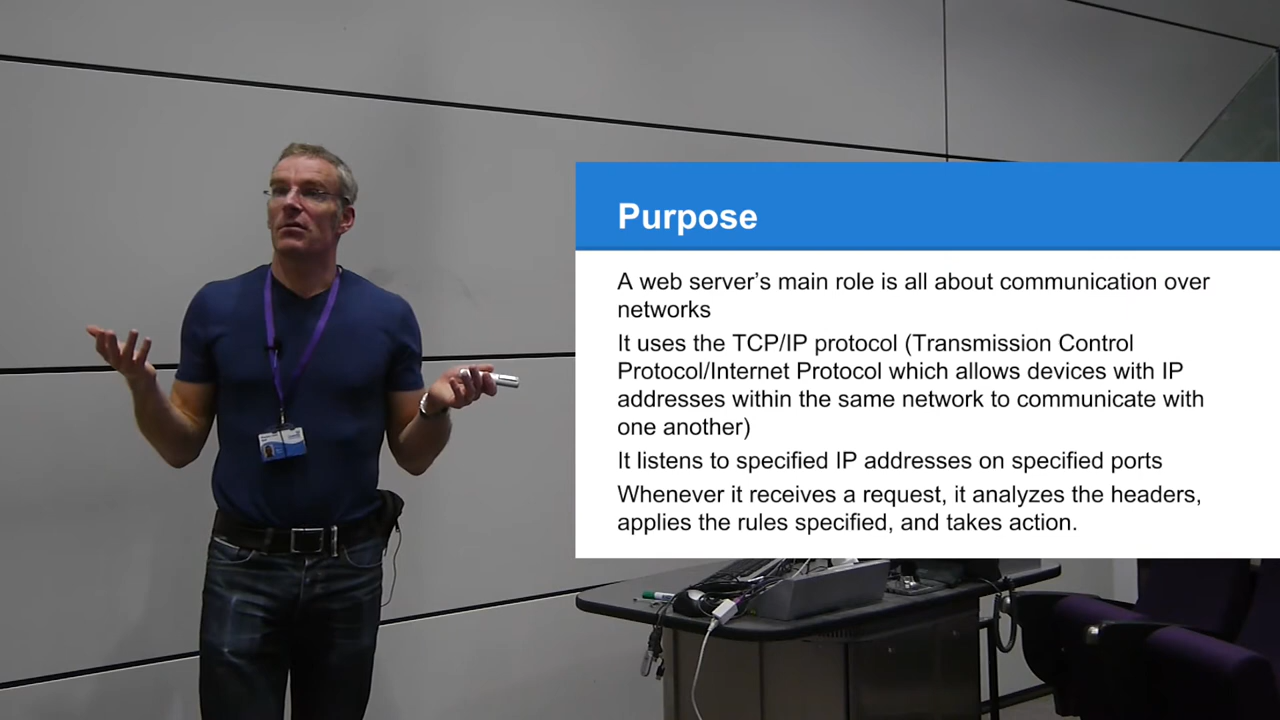 Purpose
A web server's main role is all about communication over
networks
It uses the TCP/IP protocol (Transmission Control
Protocol/Internet Protocol which allows devices with IP
addresses within the same network to communicate with
one another)
It listens to specified IP addresses on specified ports
Whenever it receives a request, it analyzes the headers,
applies the rules specified, and takes action.